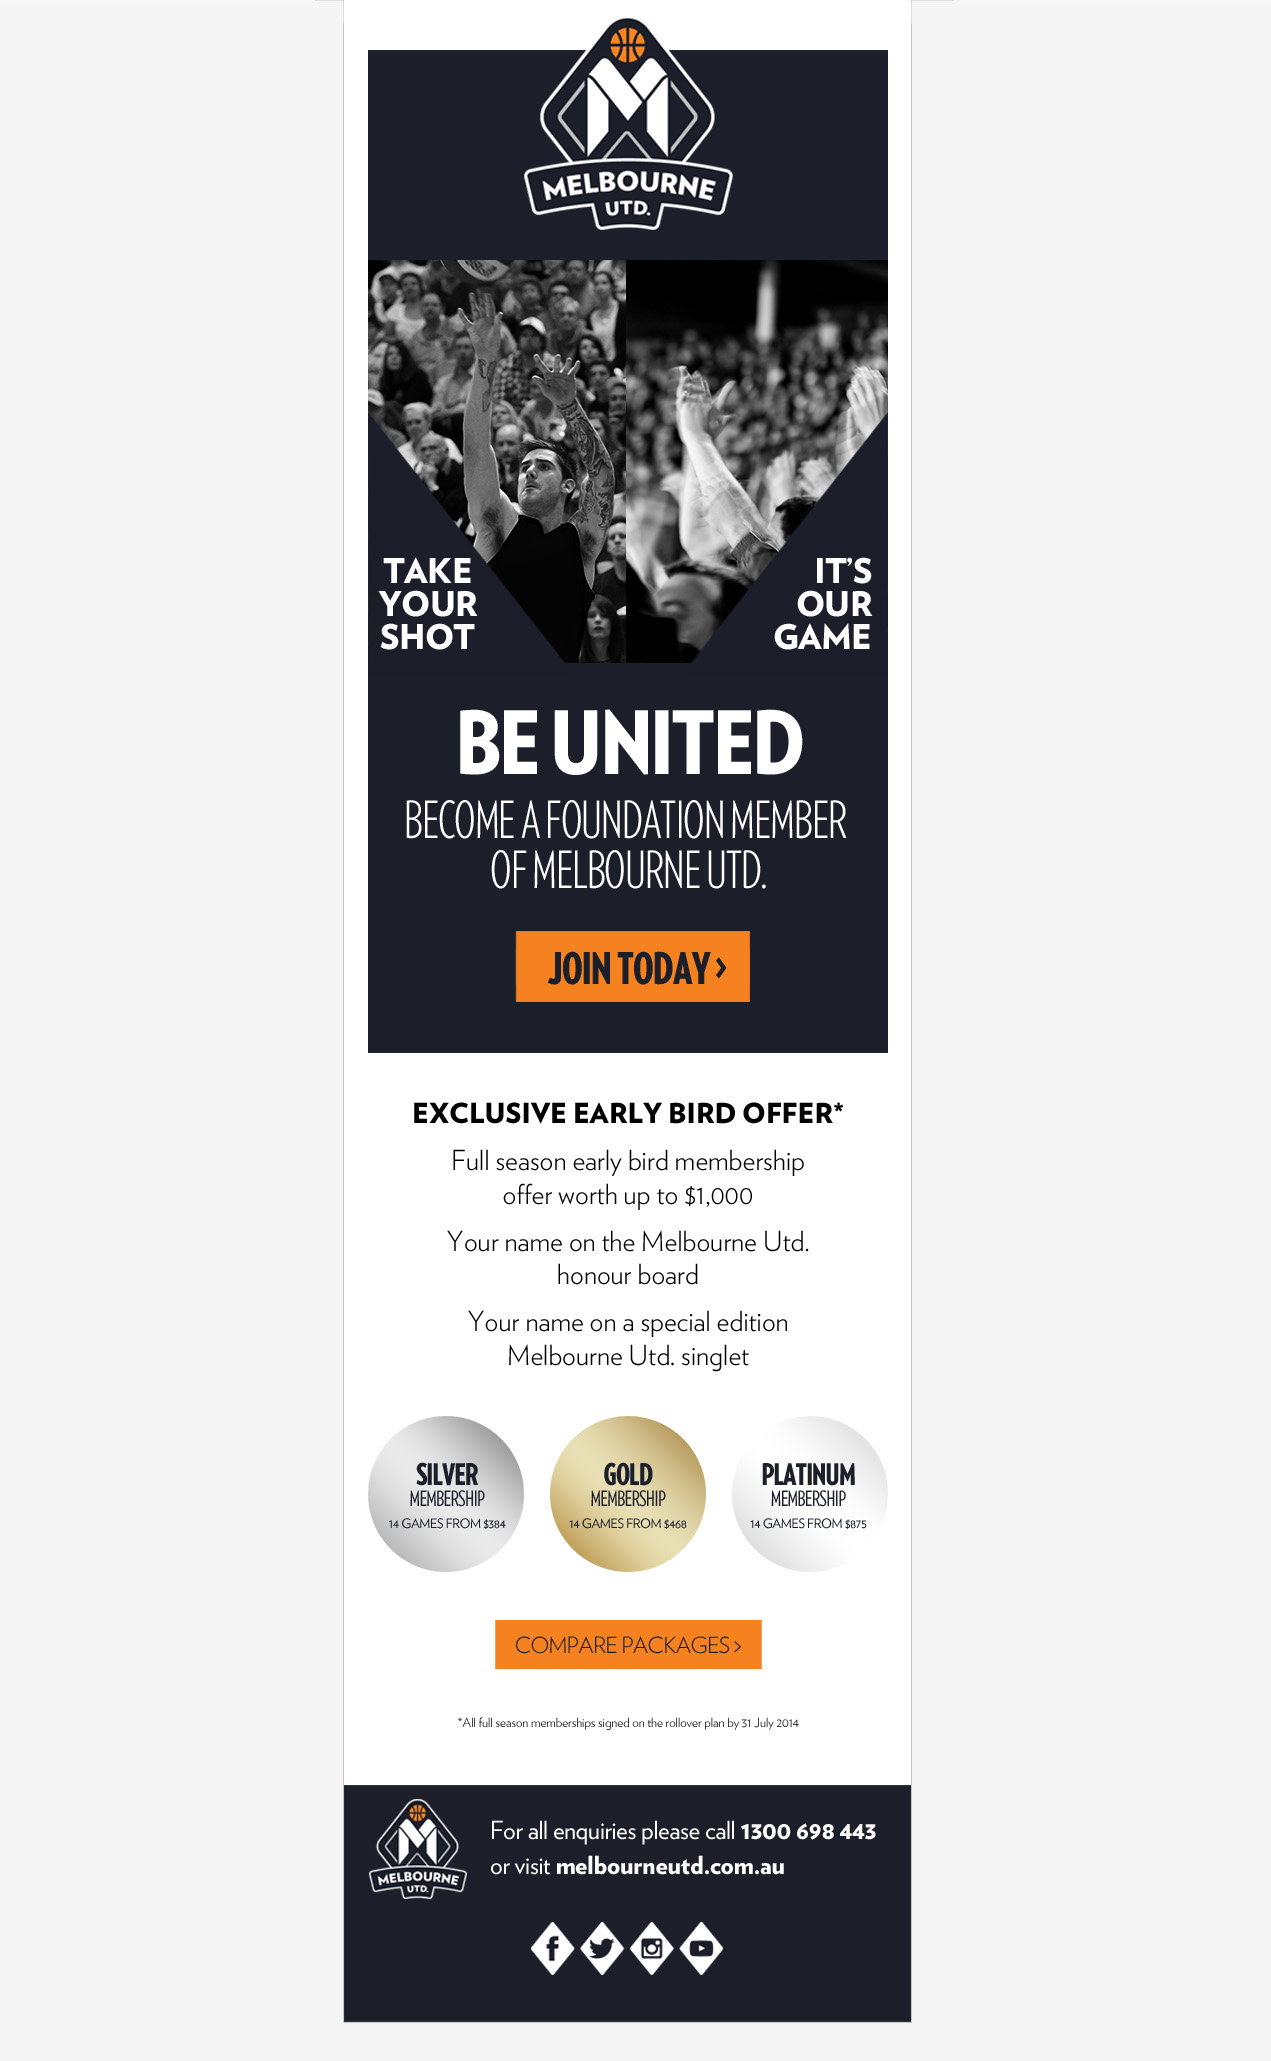 MELBOURNE
UTD.
TAKE
YOUR
SHOT
IT'S
OUR
GAME
BE UNITED
BECOME A FOUNDATION MEMBER
OF MELBOURNE UTD.
JOIN TODAY >
EXCLUSIVE EARLY BIRD OFFER*
Full season early bird membership
offer worth up to $1,000
Your name on the Melbourne Utd.
honour board
Your name on a special edition
Melbourne Utd. singlet
SILVER
MEMBERSHIP
14 GAMES FROM $384
GOLD
MEMBERSHIP
14 GAMES FROM $468
PLATINUM
MEMBERSHIP
14 GAMES FROM $875
COMPARE PACKAGES >
*All full season memberships signed on the rollover plan by 31 July 2014
MELBOURNE
UTD.
For all enquiries please call 1300 698 443
or visit melbourneutd.com.au